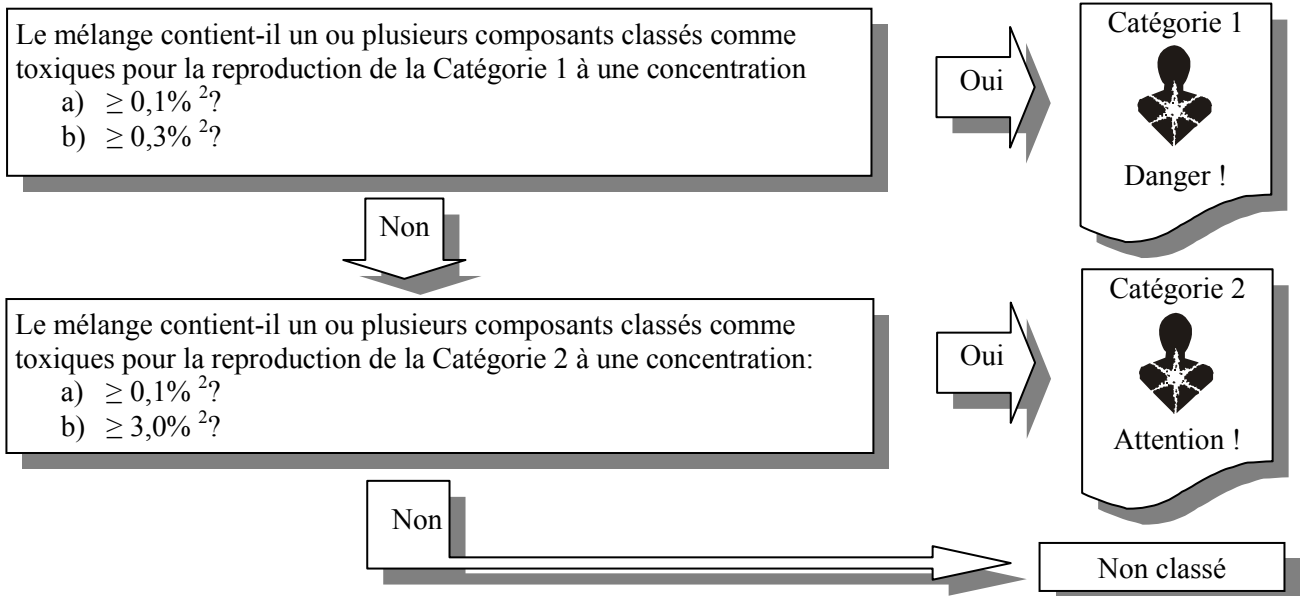 Le mélange contient-il un ou plusieurs composants classés comme
toxiques pour la reproduction de la Catégorie 1 à une concentration
a) ≥ 0,1% ²?
b) ≥ 0,3% ²?
Oui
Catégorie 1
Danger !
Non
Le mélange contient-il un ou plusieurs composants classés comme
toxiques pour la reproduction de la Catégorie 2 à une concentration:
a) ≥ 0,1% ²?
b) ≥ 3,0% ²?
Oui
Catégorie 2
Attention !
Non
Non classé